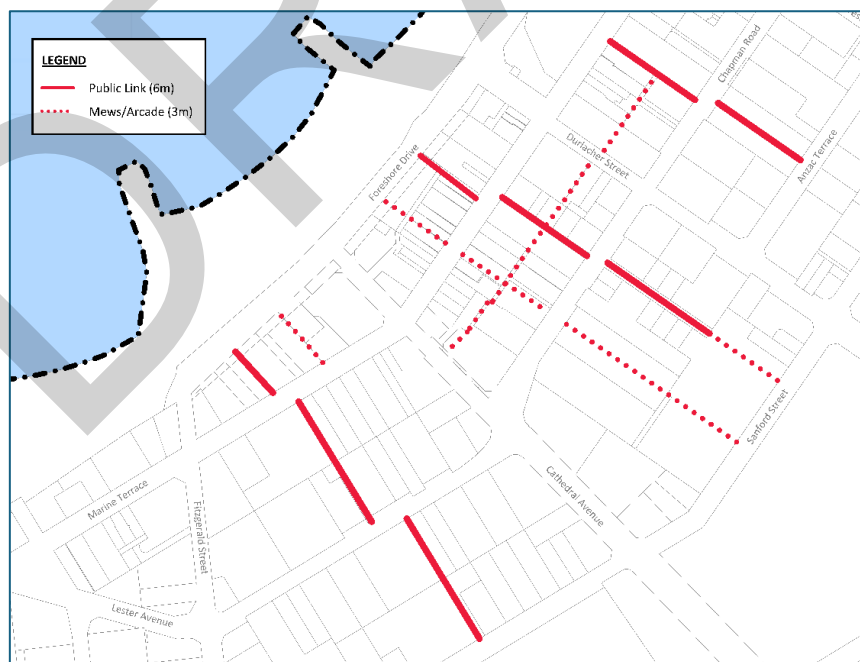 LEGEND
Public Link (6m)
Mews/Arcade (3m)
Chapman Road
Durlacher Street
Anzac Terrace
Foreshore Drive
Sanford Street
Cathedral Avenue
Marine Terrace
Fitzgerald Street
Lester Avenue